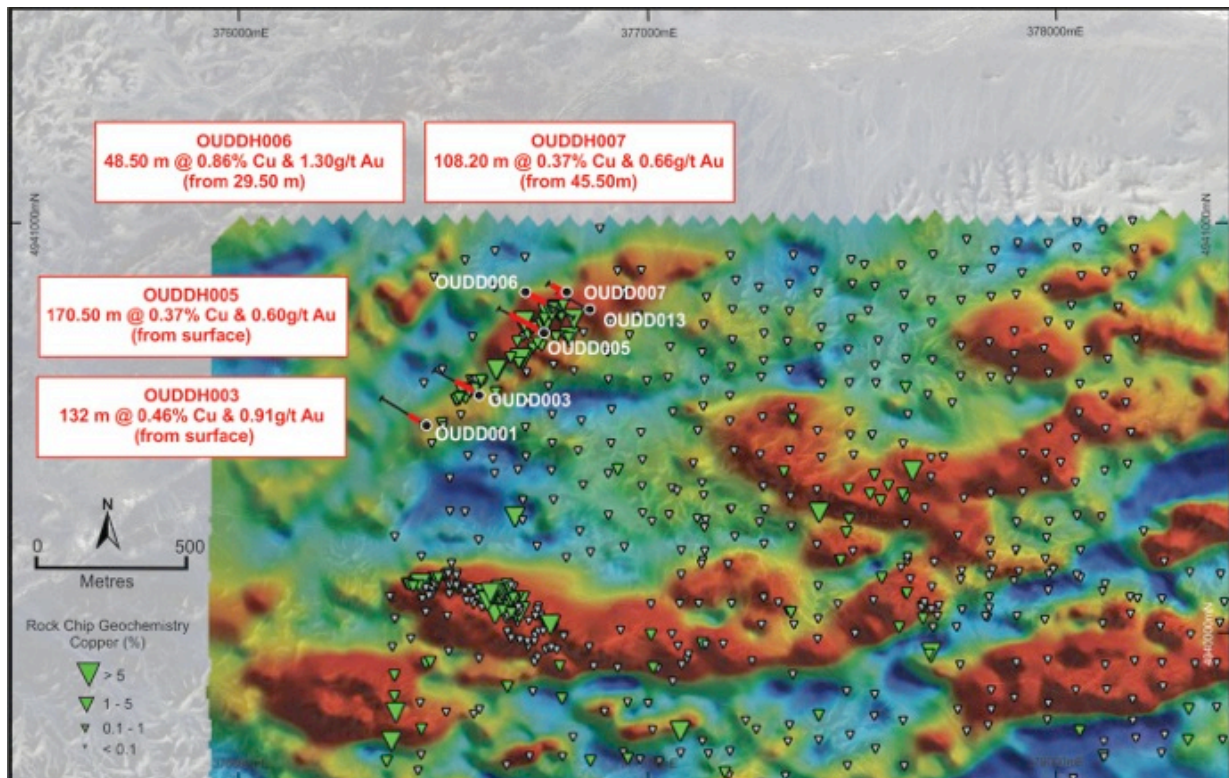 376000mE
377000mE
378000mE
OUDDH006
48.50 m @ 0.86% Cu & 1.30g/t Au
(from 29.50 m)
OUDDH007
108.20 m @ 0.37% Cu & 0.66g/t Au
(from 45.50m)
4941000mN
4941000mN
OUDDH005
170.50 m @ 0.37% Cu & 0.60g/t Au
(from surface)
OUDD006
OUDD007
OUDD013
OUDD005
OUDDH003
132 m @ 0.46% Cu & 0.91g/t Au
(from surface)
OUDD003
OUDD001
N
0 500
Metres
Rock Chip Geochemistry
Copper (%)
> 5
1 - 5
0.1 - 1
< 0.1
4940000mN